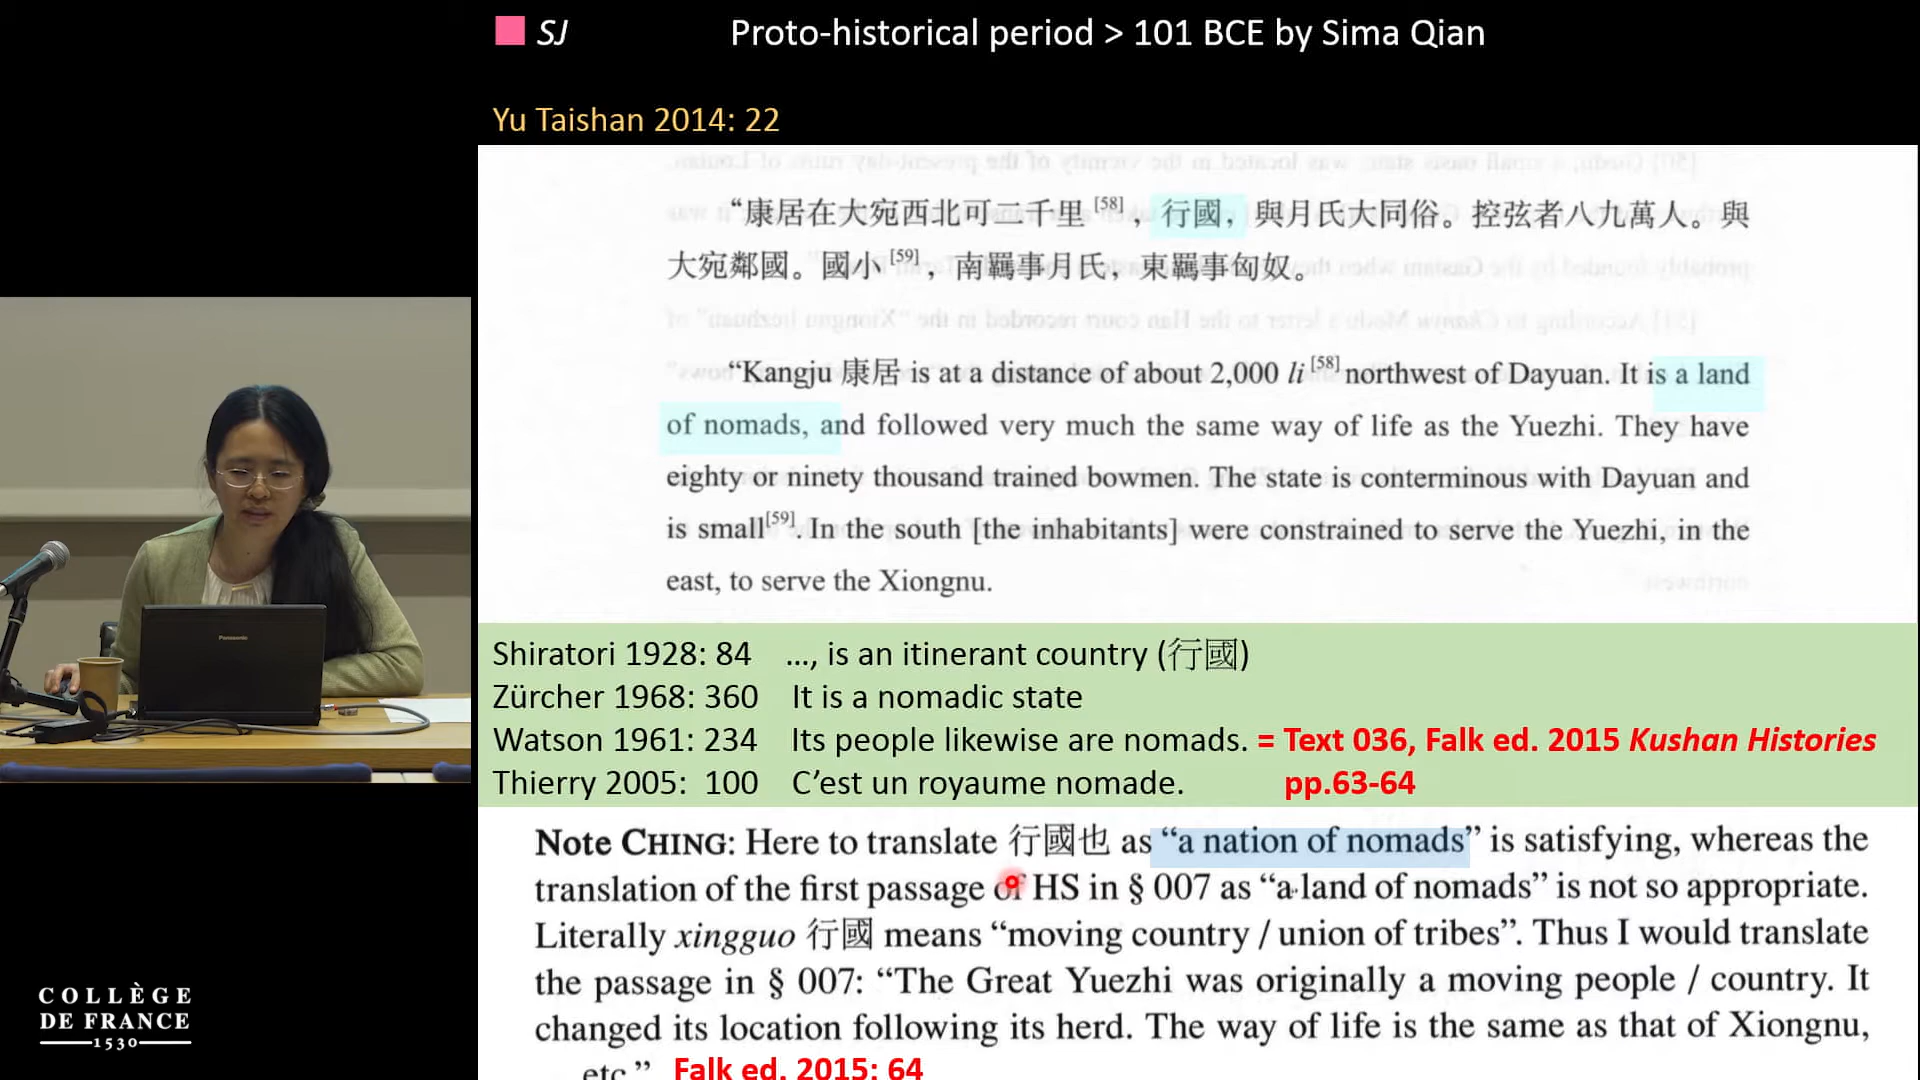 SJ Proto-historical period > 101 BCE by Sima Qian
Yu Taishan 2014: 22
“康居在大宛西北可二千里[58]，行國，與月氏大同俗。控弦者八九萬人。與
大宛鄰國。國小[59]，南羈事月氏，東羈事匈奴。
“Kangju 康居 is at a distance of about 2,000 li[58] northwest of Dayuan. It is a land
of nomads, and followed very much the same way of life as the Yuezhi. They have
eighty or ninety thousand trained bowmen. The state is conterminous with Dayuan and
is small[59]. In the south [the inhabitants] were constrained to serve the Yuezhi, in the
east, to serve the Xiongnu.
Shiratori 1928: 84 …, is an itinerant country (行國)
Zürcher 1968: 360 It is a nomadic state
Watson 1961: 234 Its people likewise are nomads. = Text 036, Falk ed. 2015 Kushan Histories
Thierry 2005: 100 C’est un royaume nomade. pp.63-64
Note CHING: Here to translate 行國也 as “a nation of nomads” is satisfying, whereas the
translation of the first passage of HS in § 007 as “a land of nomads” is not so appropriate.
Literally xingguo 行國 means “moving country / union of tribes”. Thus I would translate
the passage in § 007: “The Great Yuezhi was originally a moving people / country. It
changed its location following its herd. The way of life is the same as that of Xiongnu,
etc.” Falk ed. 2015: 64
Panasonic
COLLÈGE
DE FRANCE
1530